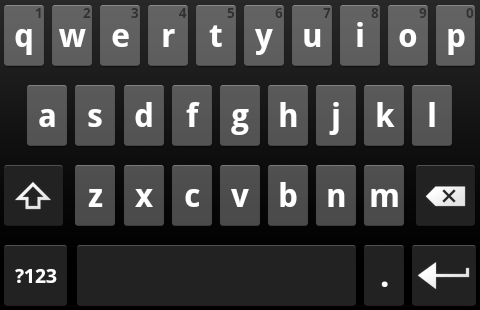 1 2 3 4 5 6 7 8 9 0
q w e r t y u i o p
a s d f g h j k l
z x c v b n m
?123 .